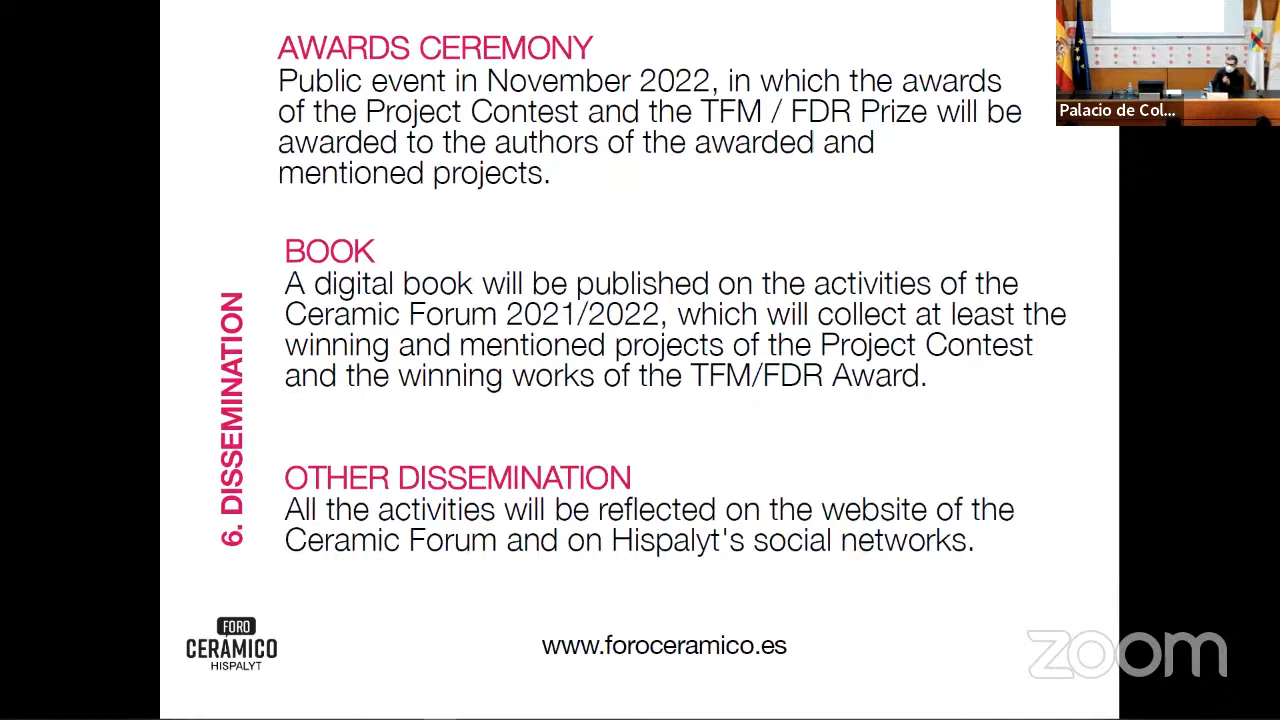 AWARDS CEREMONY
Public event in November 2022, in which the awards
of the Project Contest and the TFM / FDR Prize will be
awarded to the authors of the awarded and
mentioned projects.
Palacio de Col...
BOOK
A digital book will be published on the activities of the
Ceramic Forum 2021/2022, which will collect at least the
winning and mentioned projects of the Project Contest
and the winning works of the TFM/FDR Award.
6. DISSEMINATION
OTHER DISSEMINATION
All the activities will be reflected on the website of the
Ceramic Forum and on Hispalyt's social networks.
FORO
CERÁMICO
HISPALYT
www.foroceramico.es
zoom